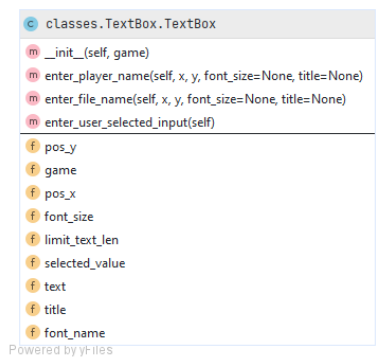 c classes.TextBox.TextBox
m __init__(self, game)
m enter_player_name(self, x, y, font_size=None, title=None)
m enter_file_name(self, x, y, font_size=None, title=None)
m enter_user_selected_input(self)
f pos_y
f game
f pos_x
f font_size
f limit_text_len
f selected_value
f text
f title
f font_name
Powered by yFiles